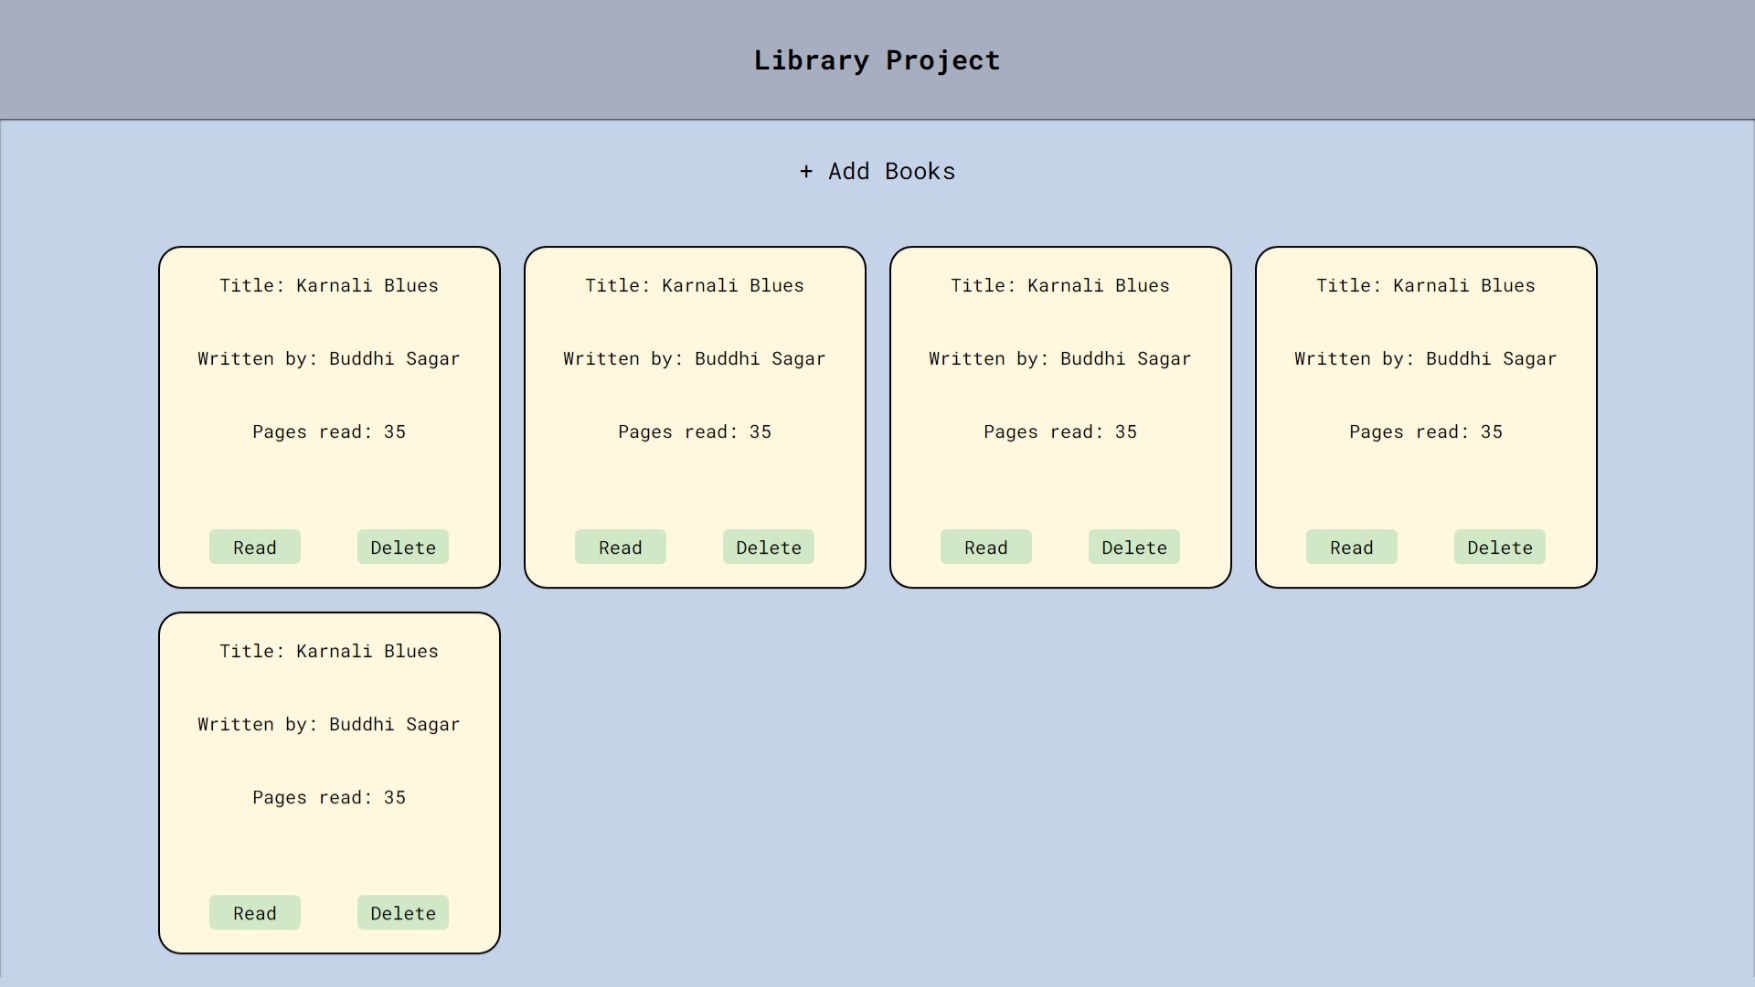 Library Project
+ Add Books
Title: Karnali Blues
Written by: Buddhi Sagar
Pages read: 35
Read Delete
Title: Karnali Blues
Written by: Buddhi Sagar
Pages read: 35
Read Delete
Title: Karnali Blues
Written by: Buddhi Sagar
Pages read: 35
Read Delete
Title: Karnali Blues
Written by: Buddhi Sagar
Pages read: 35
Read Delete
Title: Karnali Blues
Written by: Buddhi Sagar
Pages read: 35
Read Delete